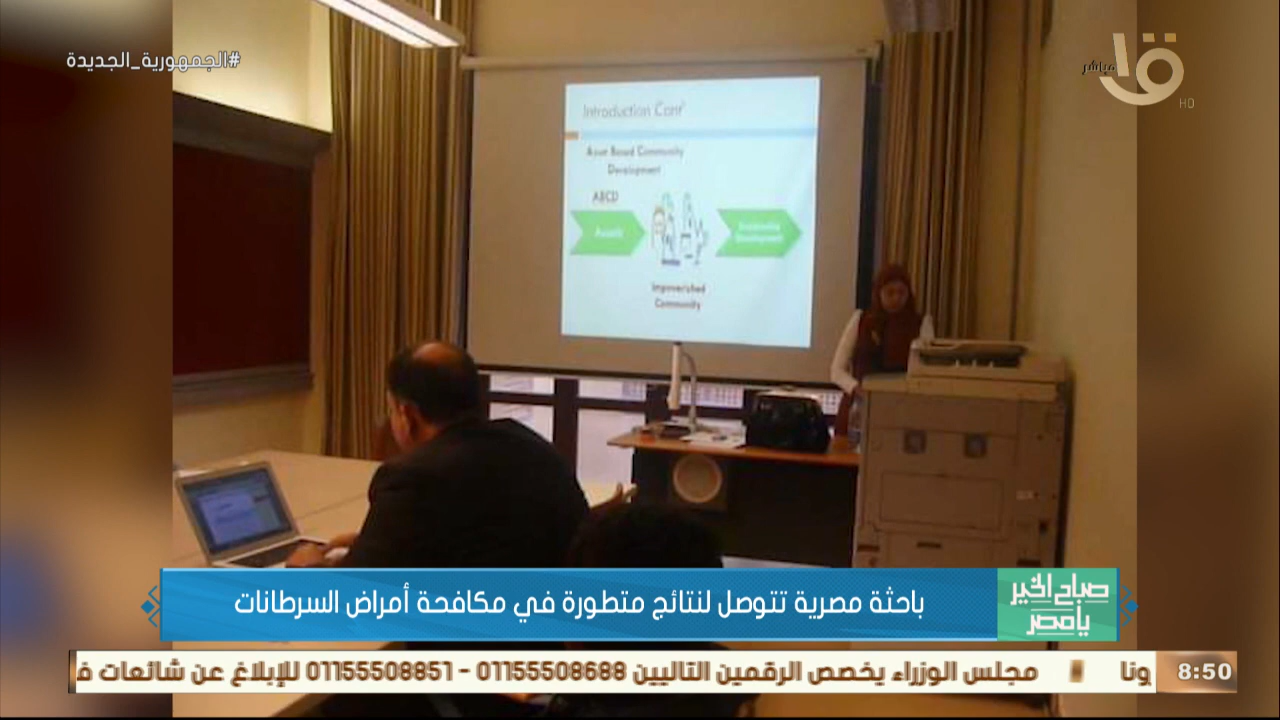 #الجمهورية_الجديدة
مباشر
HD
Introduction Cont'
Asset Based Community
Development
ABCD
Assets
Development
Impoverished
Community
باحثة مصرية تتوصل لنتائج متطورة في مكافحة أمراض السرطانات
صباح الخير
يا مصر
ونا مجلس الوزراء يخصص الرقمين التاليين 01155508688 - 01155508851 للإبلاغ عن شائعات ف
8:50